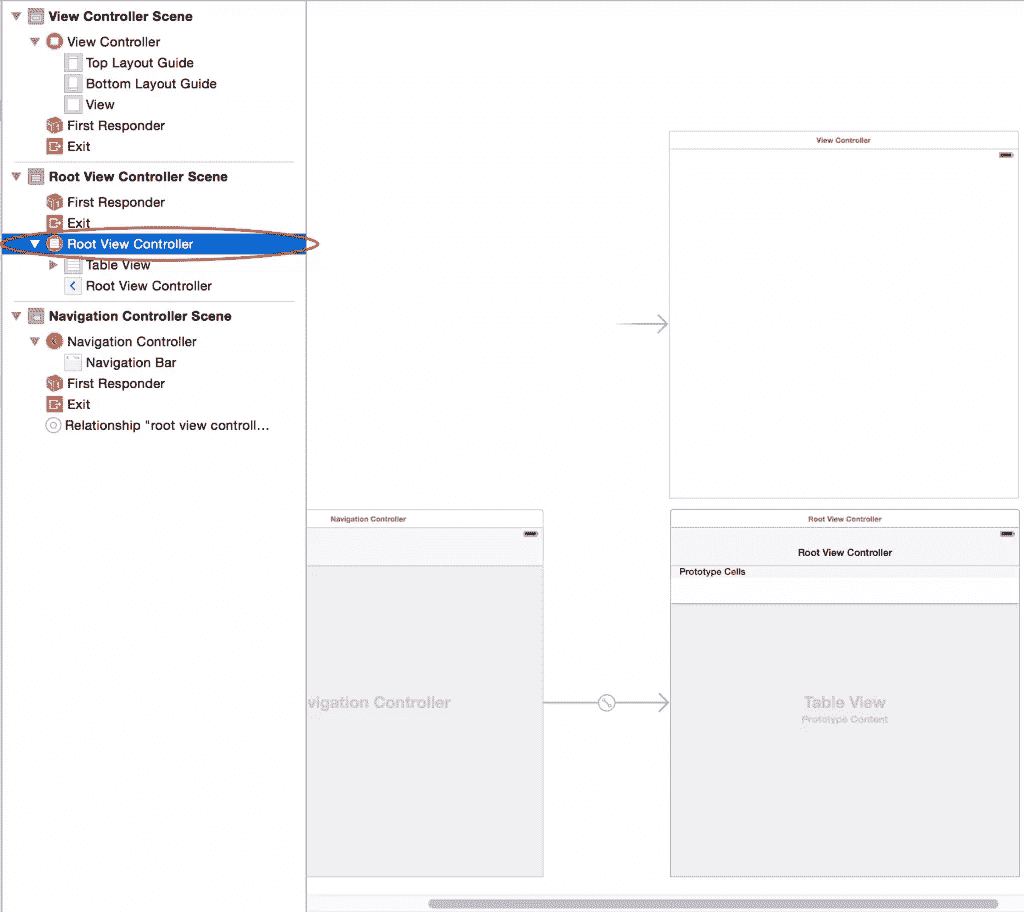 View Controller Scene
View Controller
Top Layout Guide
Bottom Layout Guide
View
First Responder
Exit
Root View Controller Scene
First Responder
Exit
Root View Controller
Table View
Root View Controller
Navigation Controller Scene
Navigation Controller
Navigation Bar
First Responder
Exit
Relationship "root view controll...
View Controller
Navigation Controller
vigation Controller
Root View Controller
Root View Controller
Prototype Cells
Table View
Prototype Content